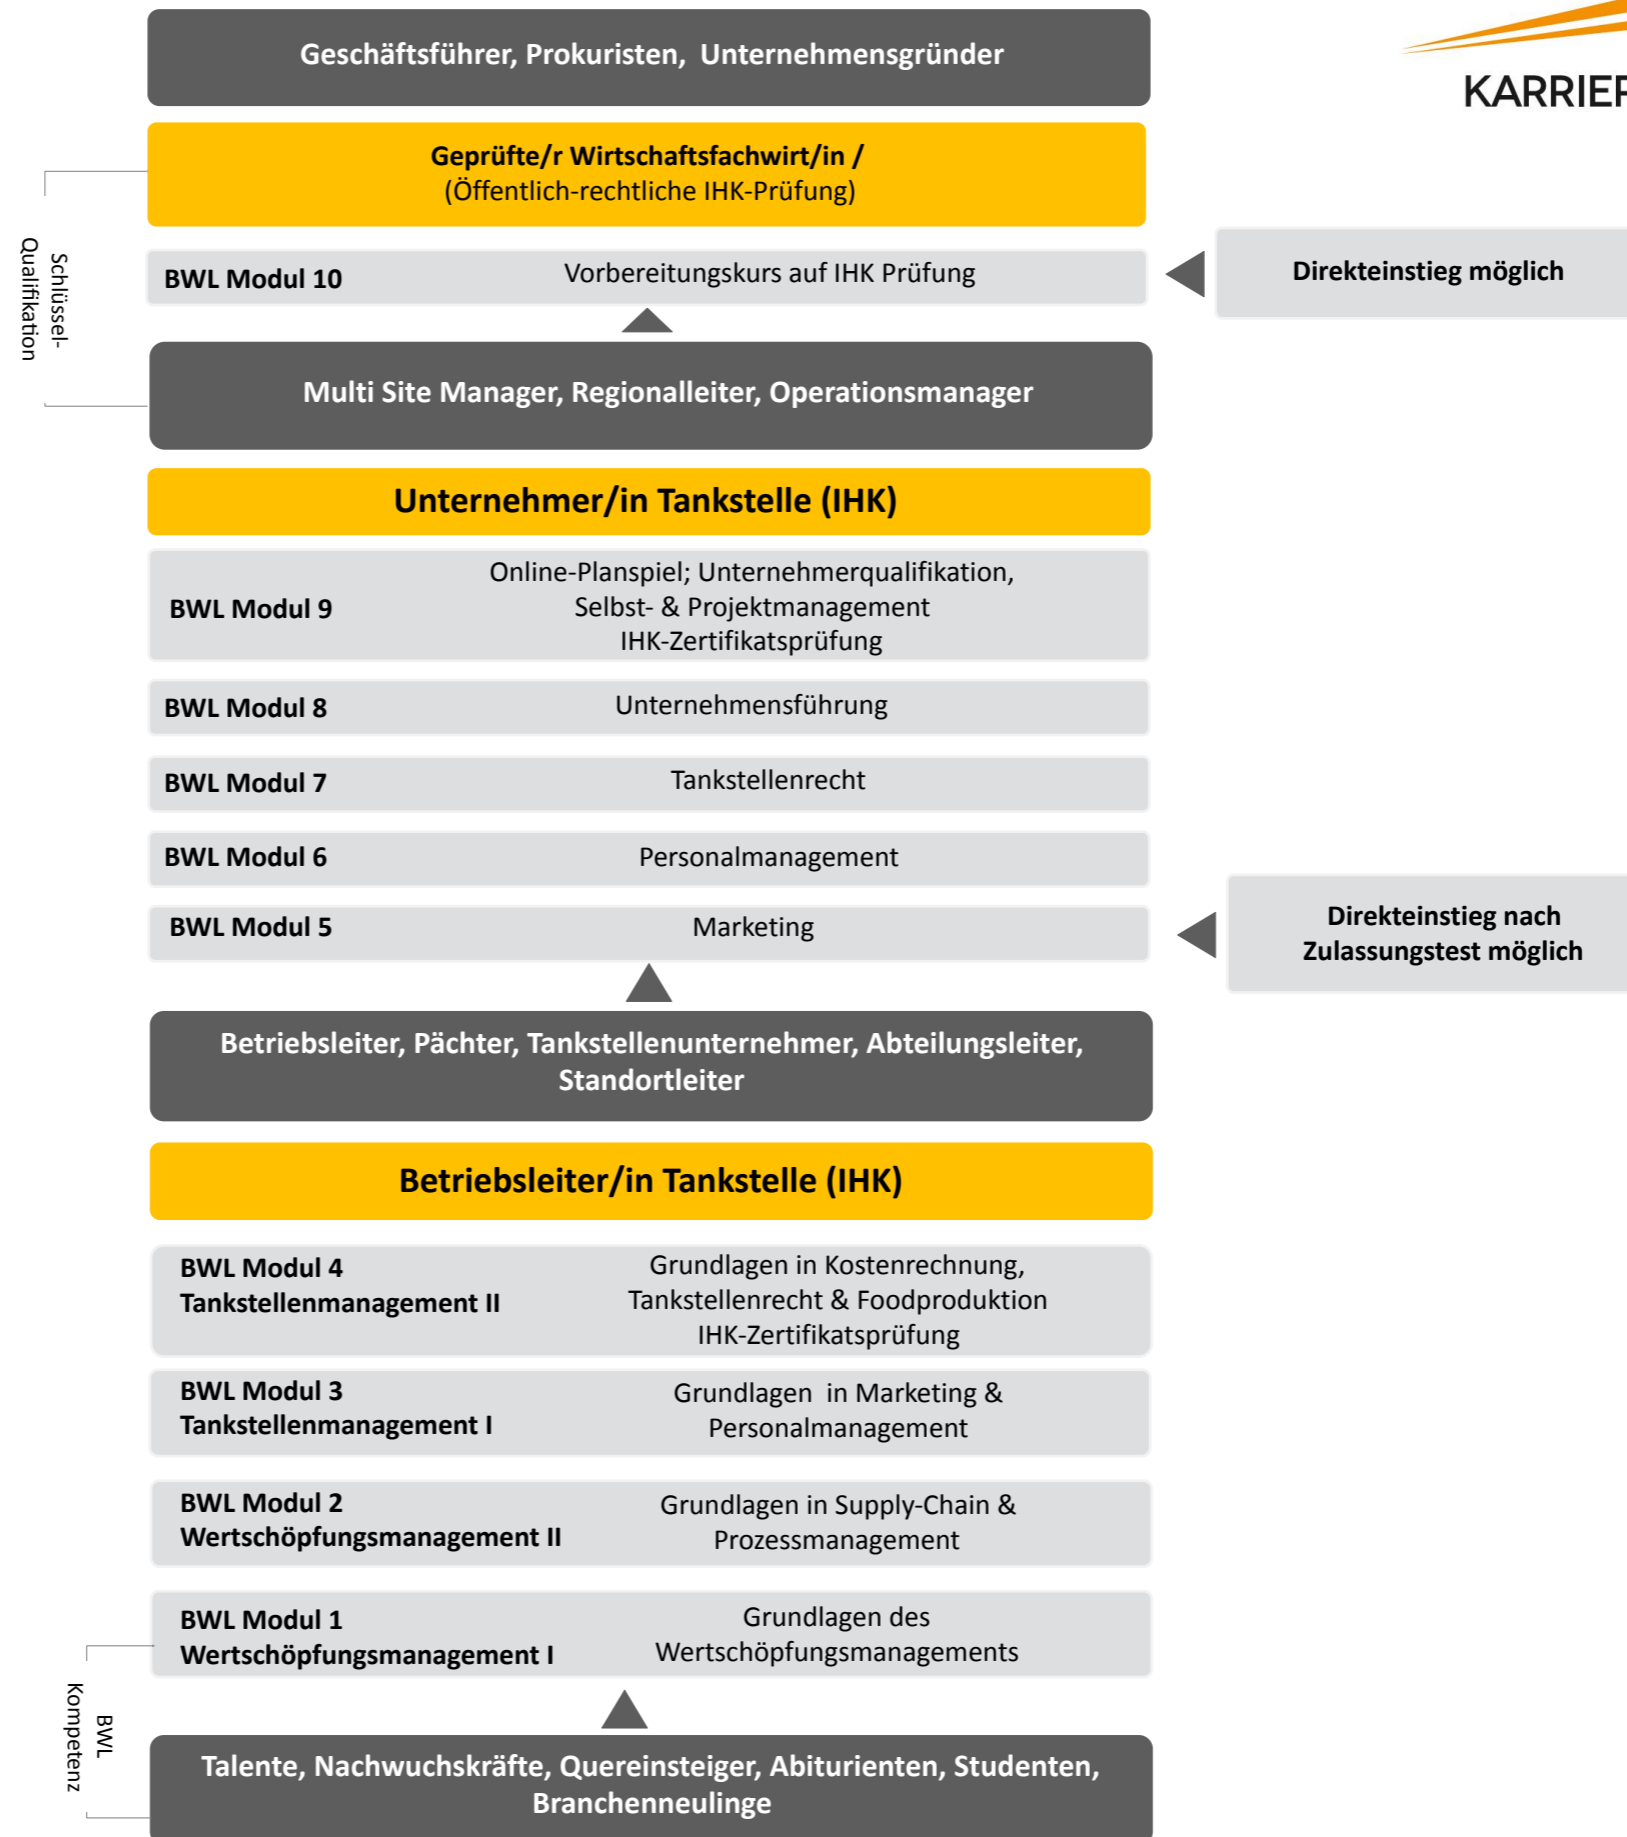 Geschäftsführer, Prokuristen, Unternehmensgründer
KARRIER
Geprüfte/r Wirtschaftsfachwirt/in /
(Öffentlich-rechtliche IHK-Prüfung)
Schlüssel-
Qualifikation
BWL Modul 10 Vorbereitungskurs auf IHK Prüfung
Direkteinstieg möglich
Multi Site Manager, Regionalleiter, Operationsmanager
Unternehmer/in Tankstelle (IHK)
BWL Modul 9
Online-Planspiel; Unternehmerqualifikation,
Selbst- & Projektmanagement
IHK-Zertifikatsprüfung
BWL Modul 8 Unternehmensführung
BWL Modul 7 Tankstellenrecht
BWL Modul 6 Personalmanagement
BWL Modul 5 Marketing
Direkteinstieg nach
Zulassungstest möglich
Betriebsleiter, Pächter, Tankstellenunternehmer, Abteilungsleiter,
Standortleiter
Betriebsleiter/in Tankstelle (IHK)
BWL Modul 4
Tankstellenmanagement II
Grundlagen in Kostenrechnung,
Tankstellenrecht & Foodproduktion
IHK-Zertifikatsprüfung
BWL Modul 3
Tankstellenmanagement I
Grundlagen in Marketing &
Personalmanagement
BWL Modul 2
Wertschöpfungsmanagement II
Grundlagen in Supply-Chain &
Prozessmanagement
BWL Modul 1
Wertschöpfungsmanagement I
Grundlagen des
Wertschöpfungsmanagements
BWL
Kompetenz
Talente, Nachwuchskräfte, Quereinsteiger, Abiturienten, Studenten,
Branchenneulinge